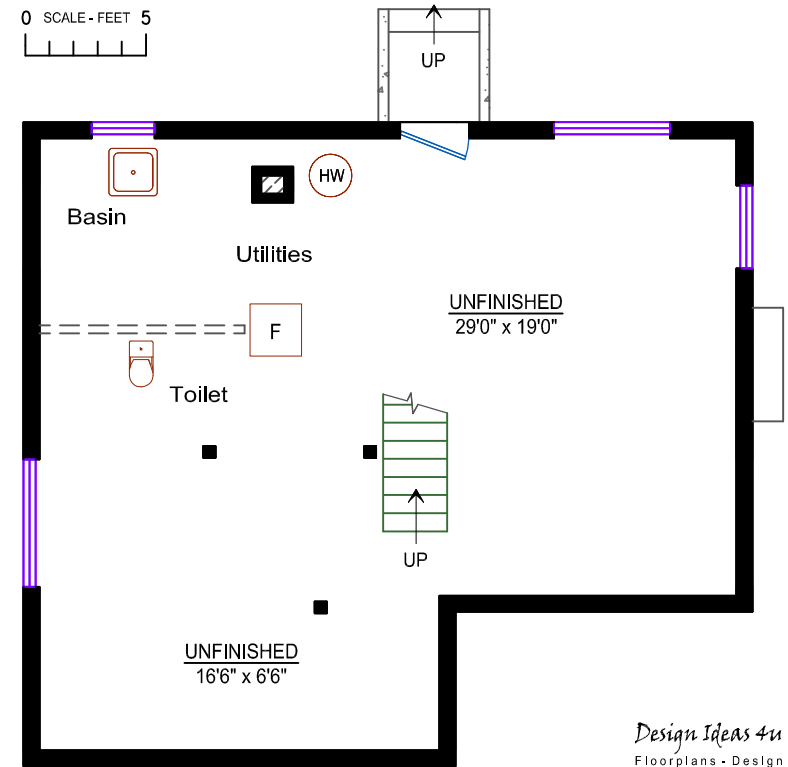 0 SCALE - FEET 5
UP
HW
Basin
Utilities
UNFINISHED
29'0" x 19'0"
F
Toilet
UP
UNFINISHED
16'6" x 6'6"
Design Ideas 4u
Floorplans - Design